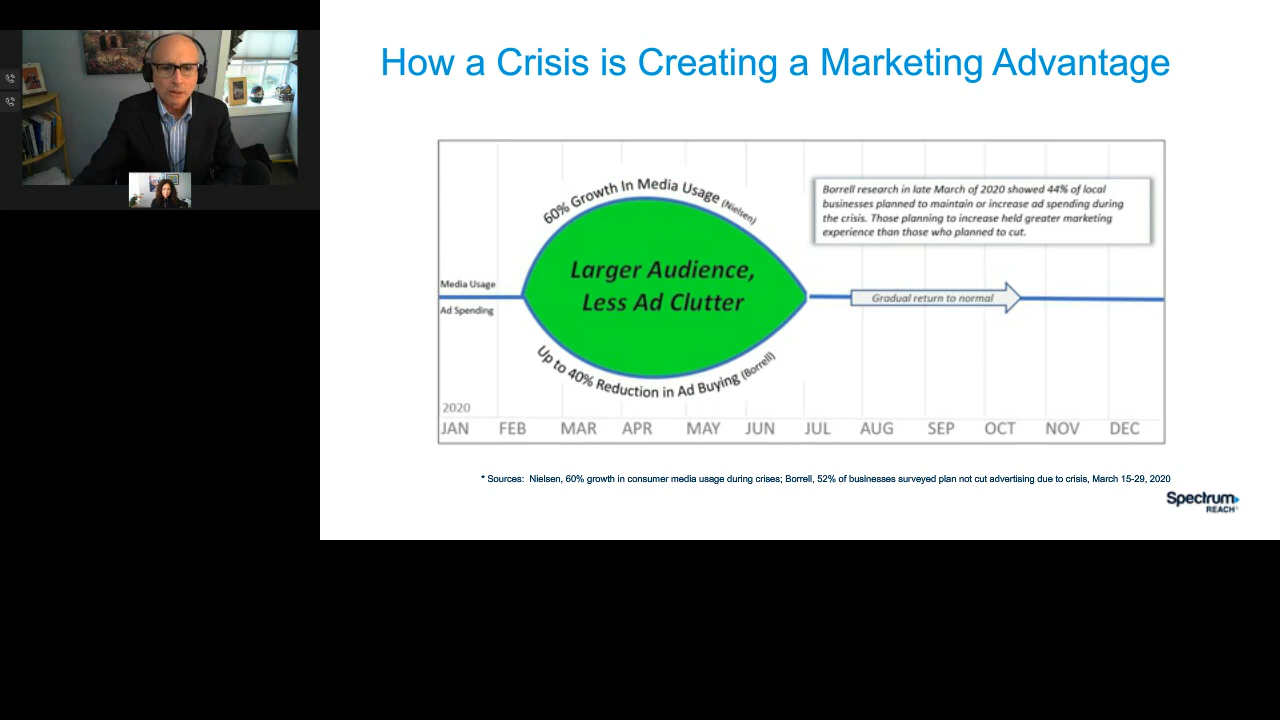 How a Crisis is Creating a Marketing Advantage
60% Growth In Media Usage (Nielsen)
Borrell research in late March of 2020 showed 44% of local
businesses planned to maintain or increase ad spending during
the crisis. Those planning to increase held greater marketing
experience than those who planned to cut.
Larger Audience,
Less Ad Clutter
Media Usage
Ad Spending
Gradual return to normal
Up to 40% Reduction in Ad Buying (Borrell)
2020
JAN FEB MAR APR MAY JUN JUL AUG SEP OCT NOV DEC
* Sources: Nielsen, 60% growth in consumer media usage during crises; Borrell, 52% of businesses surveyed plan not cut advertising due to crisis, March 15-29, 2020
Spectrum
REACH